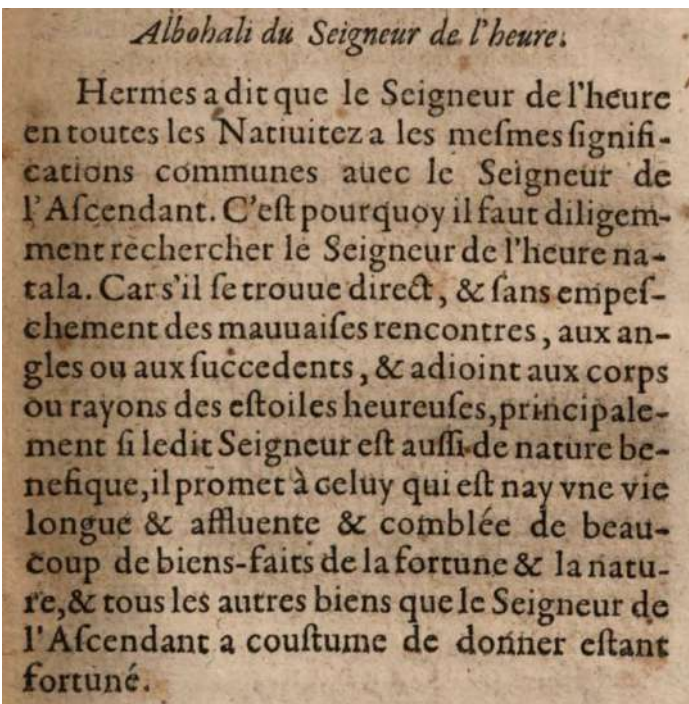 Albohali du Seigneur de l'heure.
Hermes a dit que le Seigneur de l'heure
en toutes les Natiuitez a les meſmes ſignifi-
cations communes auec le Seigneur de
l'Aſcendant. C'eſt pourquoy il faut diligem-
ment rechercher le Seigneur de l'heure na-
tala. Car s'il ſe trouue direct, & ſans empeſ-
chement des mauuaiſes rencontres, aux an-
gles ou aux ſuccedents, & adioint aux corps
ou rayons des eſtoiles heureuſes, principale-
ment ſi ledit Seigneur eſt auſſi de nature be-
nefique, il promet à celuy qui eſt nay vne vie
longue & affluente & comblée de beau-
coup de biens-faits de la fortune & la natu-
re, & tous les autres biens que le Seigneur de
l'Aſcendant a couſtume de donner eſtant
fortuné.